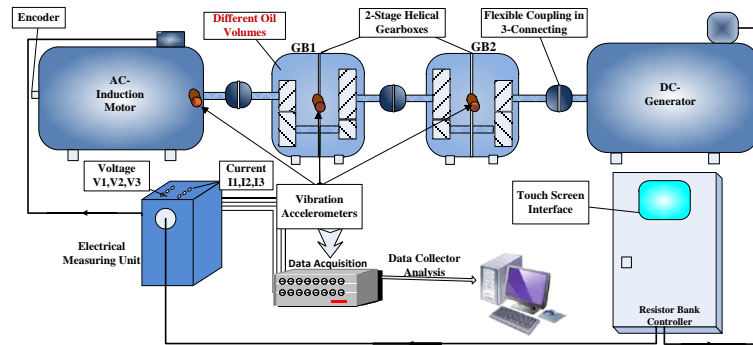 Encoder
Different Oil
Volumes
2-Stage Helical
Gearboxes
Flexible Coupling in
3-Connecting
GB1
GB2
AC-
Induction
Motor
DC-
Generator
Voltage
V1,V2,V3
Current
I1,I2,I3
Vibration
Accelerometers
Touch Screen
Interface
Electrical
Measuring Unit
Data Acquisition
Data Collector
Analysis
Resistor Bank
Controller